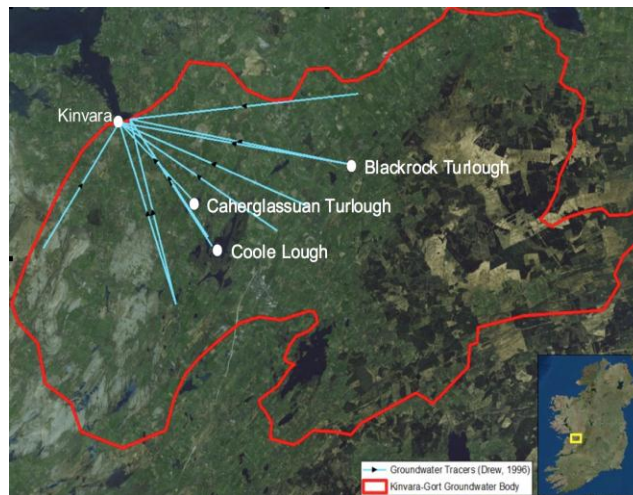 Kinvara
Blackrock Turlough
Caherglassuan Turlough
Coole Lough
Groundwater Tracers (Drew, 1996)
Kinvara-Gort Groundwater Body